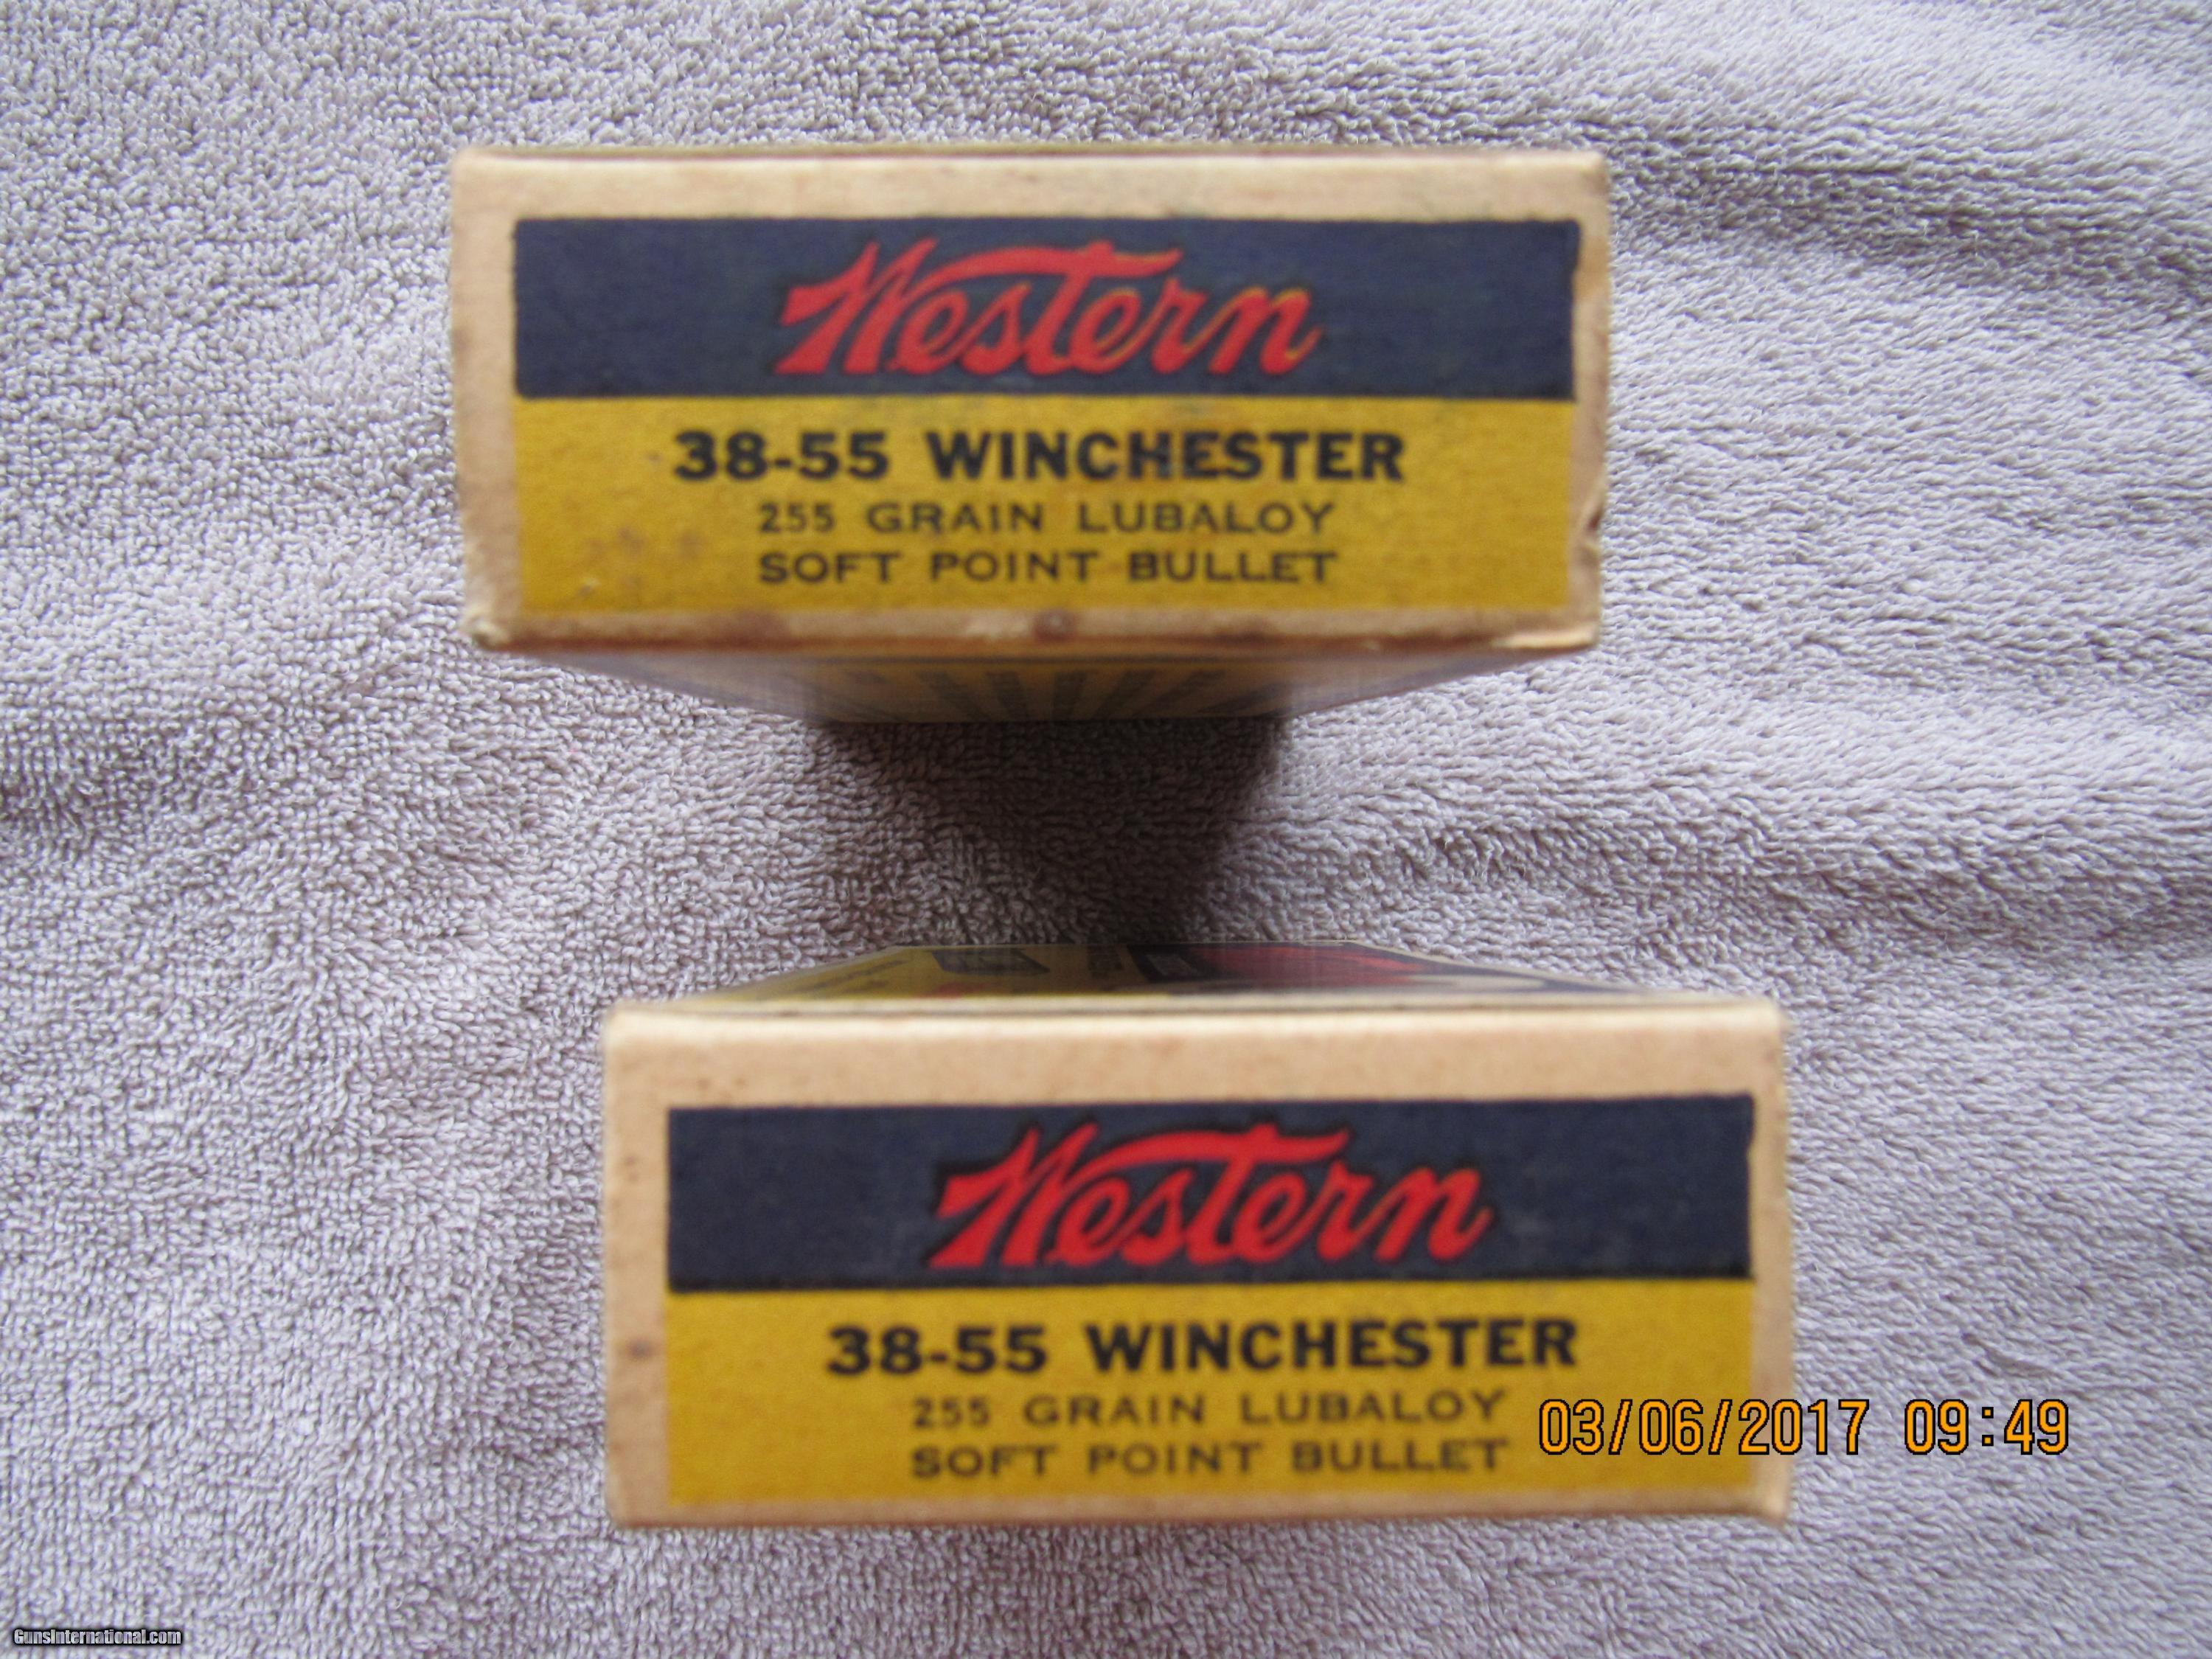 Western
38-55 WINCHESTER
255 GRAIN LUBALOY
SOFT POINT BULLET
Western
38-55 WINCHESTER
255 GRAIN LUBALOY
SOFT POINT BULLET
03/06/2017 09:49
GunsInternational.com